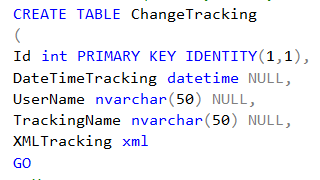 CREATE TABLE ChangeTracking
(
Id int PRIMARY KEY IDENTITY(1,1),
DateTimeTracking datetime NULL,
UserName nvarchar(50) NULL,
TrackingName nvarchar(50) NULL,
XMLTracking xml
GO